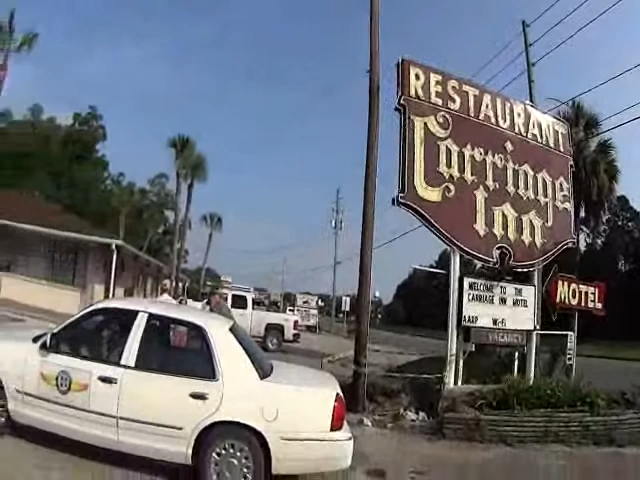 RESTAURANT
Carriage
Inn
WELCOME TO THE
CARRIAGE INN MOTEL
AARP Wi-Fi
MOTEL
VACANCY